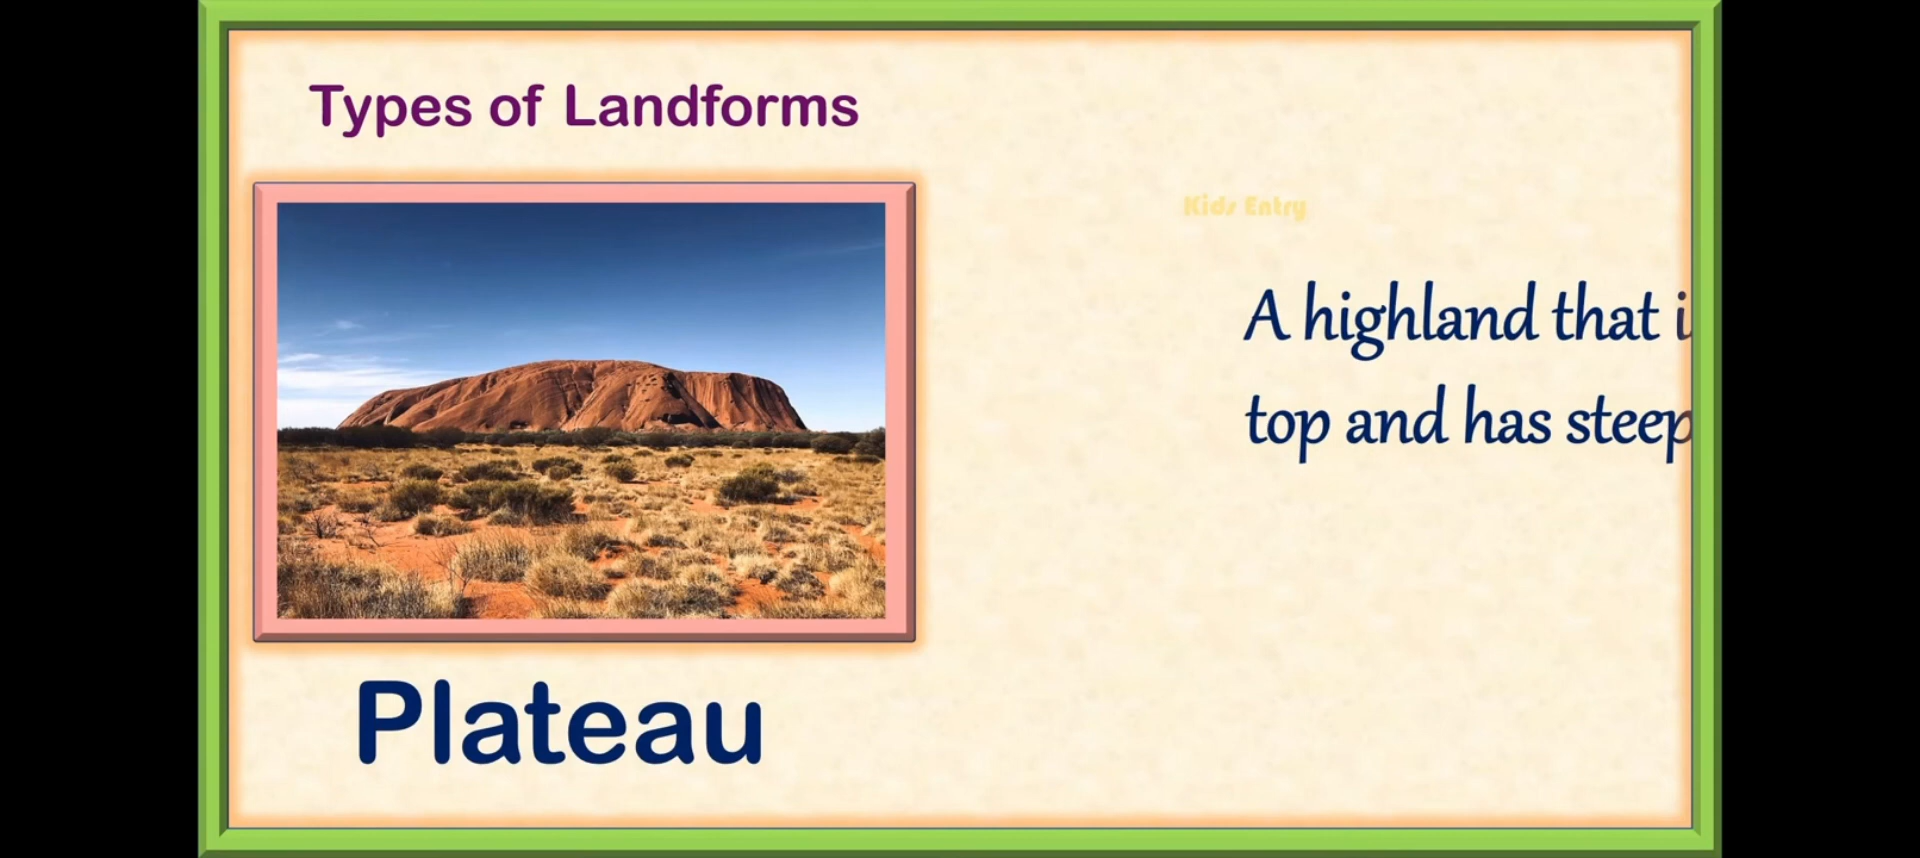 Types of Landforms
Kids Entry
A highland that i
top and has steep
Plateau